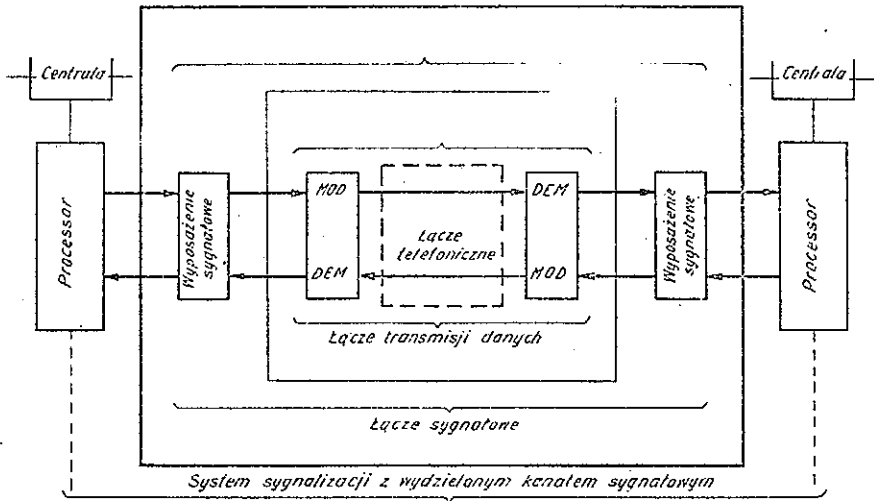 Centrala
Centrala
Processor
Wyposażenie
sygnałowe
MOD
DEM
Łącze
telefoniczne
DEM
MOD
Wyposażenie
sygnałowe
Processor
Łącze transmisji danych
Łącze sygnałowe
System sygnalizacji z wydzielonym kanałem sygnałowym